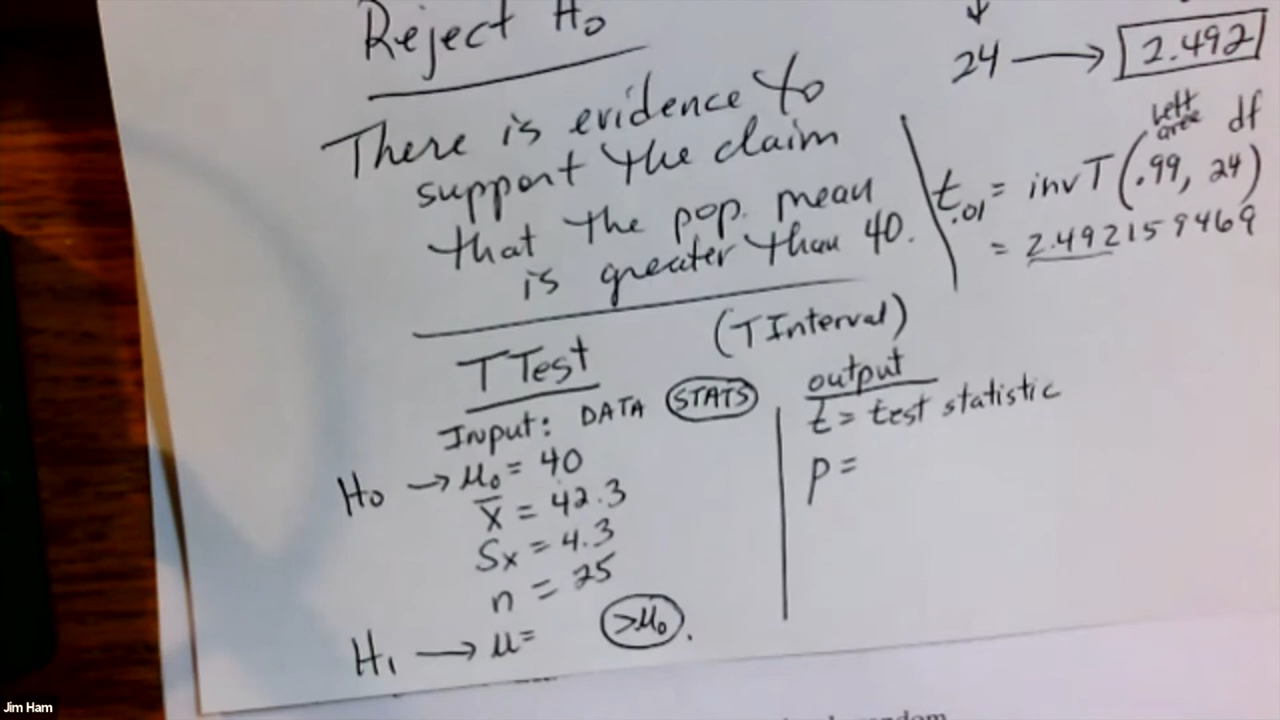 Reject H₀
There is evidence to
support the claim
that the pop. mean
is greater than 40.
24 → 2.492
left area df
t.01 = invT(.99, 24)
= 2.492159469
TTest (TInterval)
Input: DATA STATS
H₀ → μ₀ = 40
x̄ = 42.3
Sx = 4.3
n = 25
H₁ → μ= >μ₀.
output
t = test statistic
p =
Jim Ham